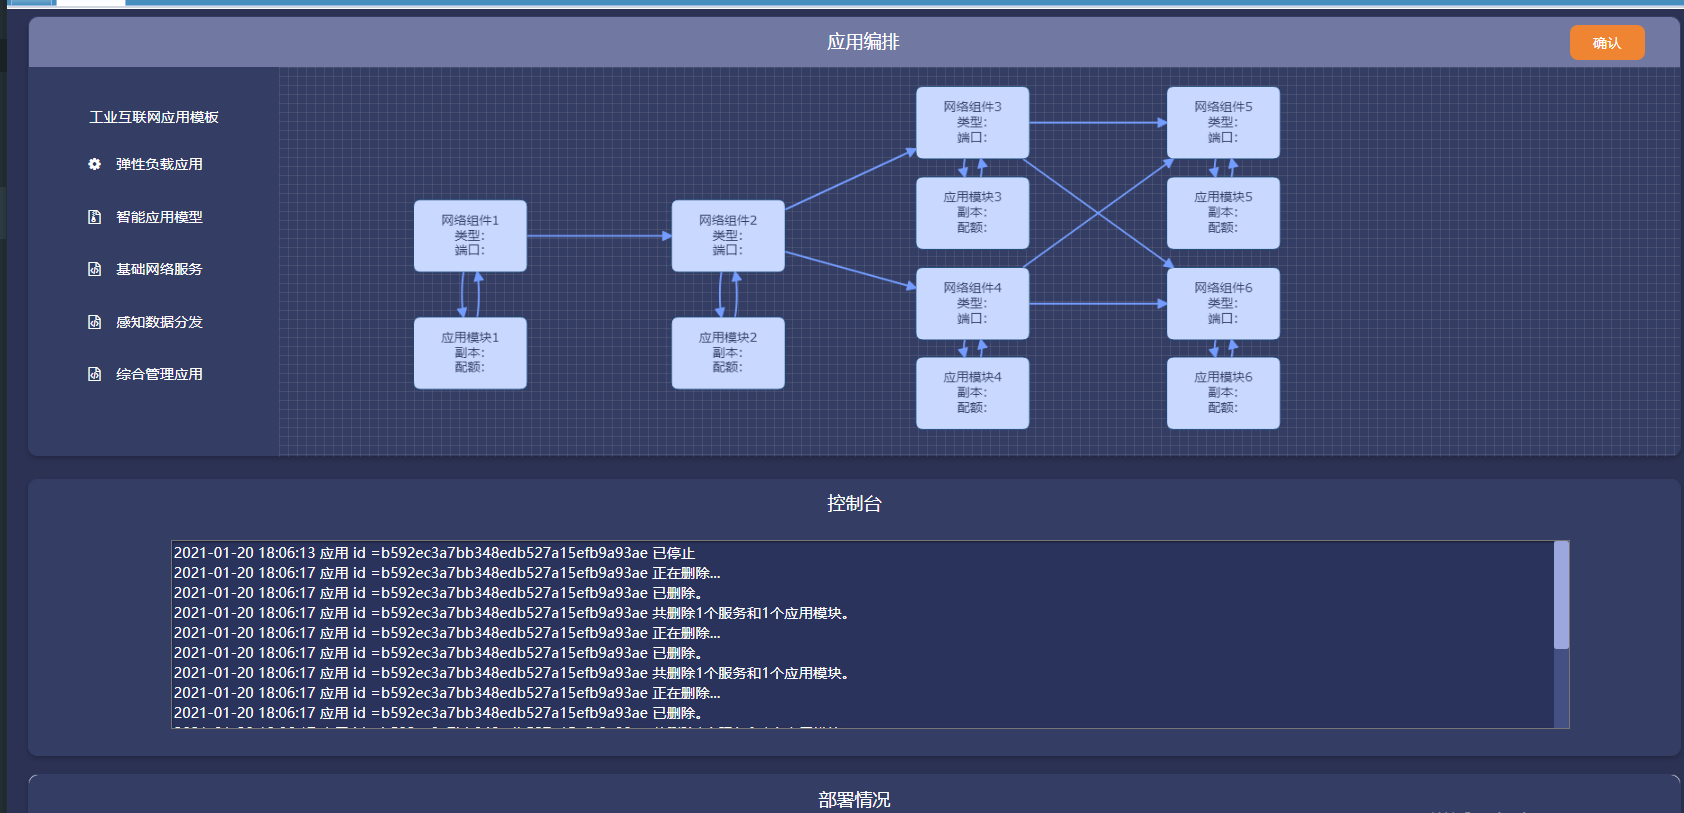 应用编排
确认
工业互联网应用模板
弹性负载应用
智能应用模型
基础网络服务
感知数据分发
综合管理应用
网络组件1
类型:
端口:
应用模块1
副本:
配额:
网络组件2
类型:
端口:
应用模块2
副本:
配额:
网络组件3
类型:
端口:
应用模块3
副本:
配额:
网络组件4
类型:
端口:
应用模块4
副本:
配额:
网络组件5
类型:
端口:
应用模块5
副本:
配额:
网络组件6
类型:
端口:
应用模块6
副本:
配额:
控制台
2021-01-20 18:06:13 应用 id =b592ec3a7bb348edb527a15efb9a93ae 已停止
2021-01-20 18:06:17 应用 id =b592ec3a7bb348edb527a15efb9a93ae 正在删除...
2021-01-20 18:06:17 应用 id =b592ec3a7bb348edb527a15efb9a93ae 已删除。
2021-01-20 18:06:17 应用 id =b592ec3a7bb348edb527a15efb9a93ae 共删除1个服务和1个应用模块。
2021-01-20 18:06:17 应用 id =b592ec3a7bb348edb527a15efb9a93ae 正在删除...
2021-01-20 18:06:17 应用 id =b592ec3a7bb348edb527a15efb9a93ae 已删除。
2021-01-20 18:06:17 应用 id =b592ec3a7bb348edb527a15efb9a93ae 共删除1个服务和1个应用模块。
2021-01-20 18:06:17 应用 id =b592ec3a7bb348edb527a15efb9a93ae 正在删除...
2021-01-20 18:06:17 应用 id =b592ec3a7bb348edb527a15efb9a93ae 已删除。
部署情况